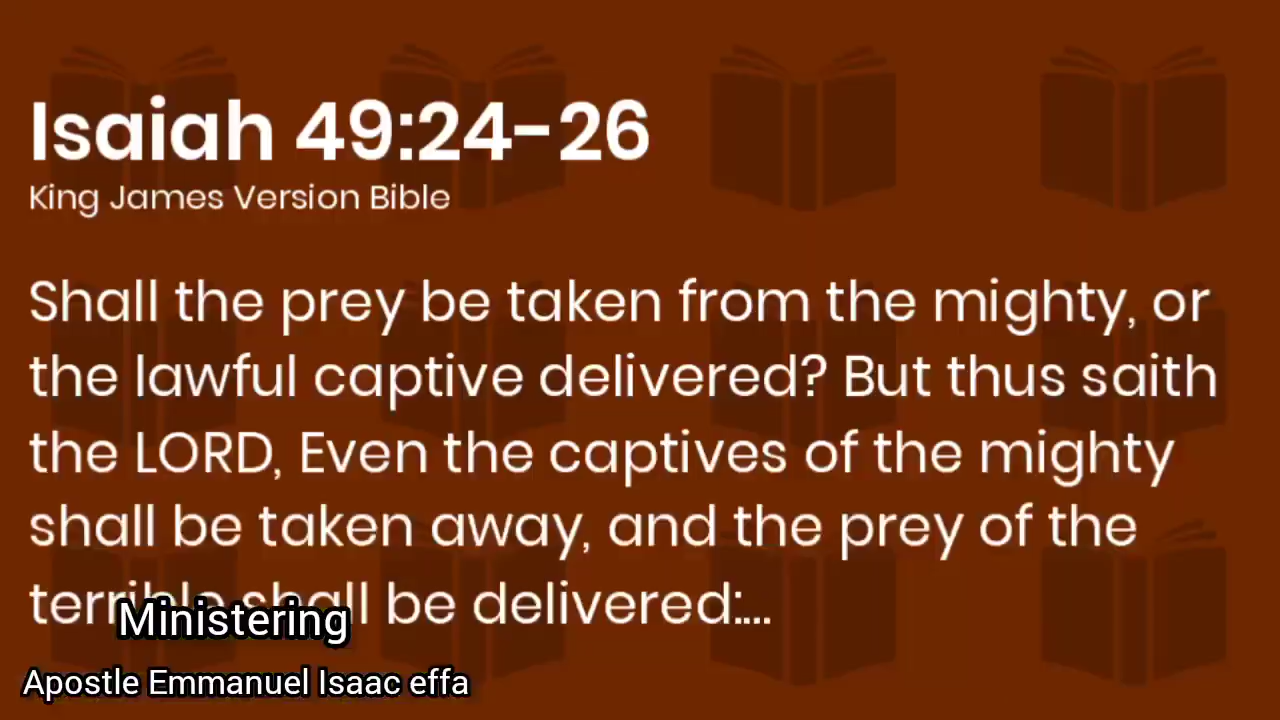 Isaiah 49:24-26
King James Version Bible
Shall the prey be taken from the mighty, or
the lawful captive delivered? But thus saith
the LORD, Even the captives of the mighty
shall be taken away, and the prey of the
terrible shall be delivered:...
Ministering
Apostle Emmanuel Isaac effa